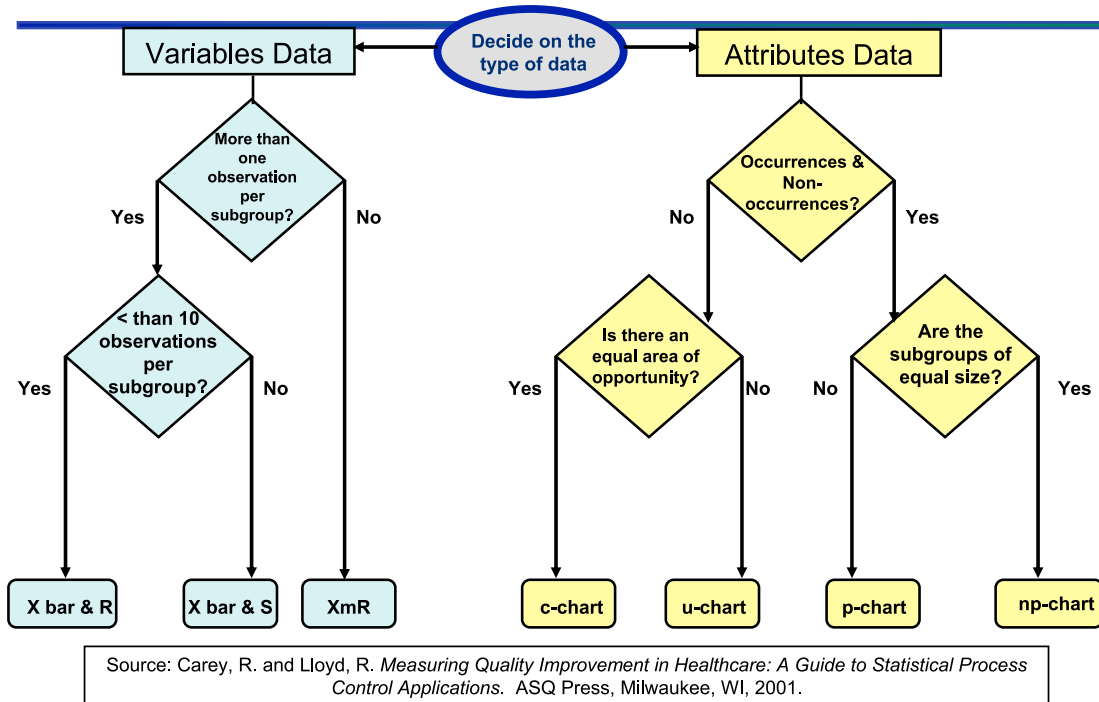 Decide on the
type of data
Variables Data
Attributes Data
More than
one
observation
per
subgroup?
Yes
No
< than 10
observations
per
subgroup?
Yes
No
X bar & R
X bar & S
XmR
Occurrences &
Non-
occurrences?
No
Yes
Is there an
equal area of
opportunity?
Yes
No
Are the
subgroups of
equal size?
No
Yes
c-chart
u-chart
p-chart
np-chart
Source: Carey, R. and Lloyd, R. Measuring Quality Improvement in Healthcare: A Guide to Statistical Process
Control Applications. ASQ Press, Milwaukee, WI, 2001.